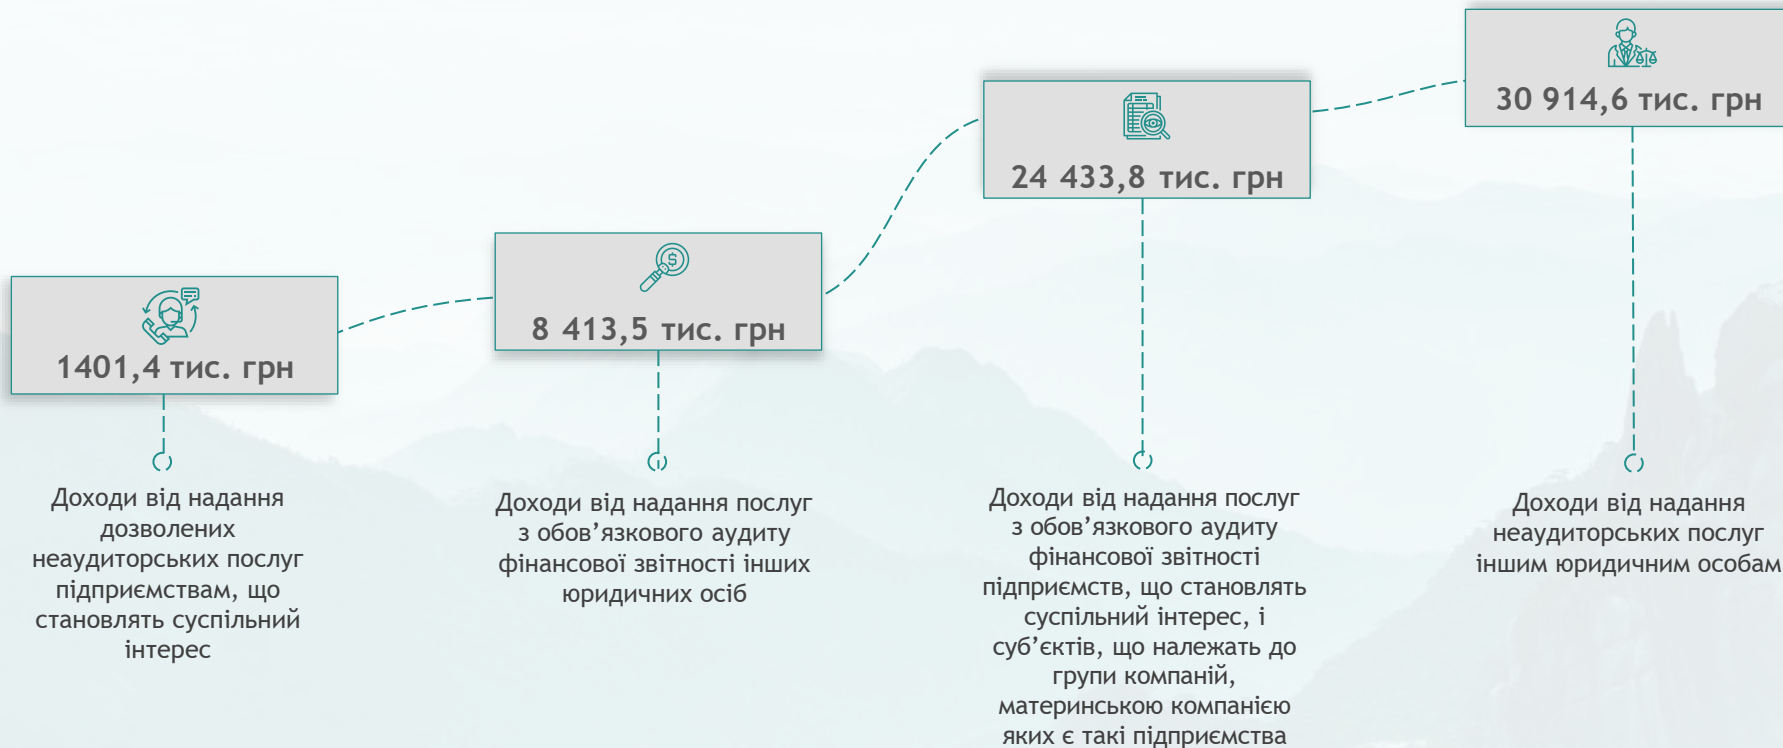 1401,4 тис. грн
Доходи від надання
дозволених
неаудиторських послуг
підприємствам, що
становлять суспільний
інтерес
8 413,5 тис. грн
Доходи від надання послуг
з обов’язкового аудиту
фінансової звітності інших
юридичних осіб
24 433,8 тис. грн
Доходи від надання послуг
з обов’язкового аудиту
фінансової звітності
підприємств, що становлять
суспільний інтерес, і
суб’єктів, що належать до
групи компаній,
материнською компанією
яких є такі підприємства
30 914,6 тис. грн
Доходи від надання
неаудиторських послуг
іншим юридичним особам